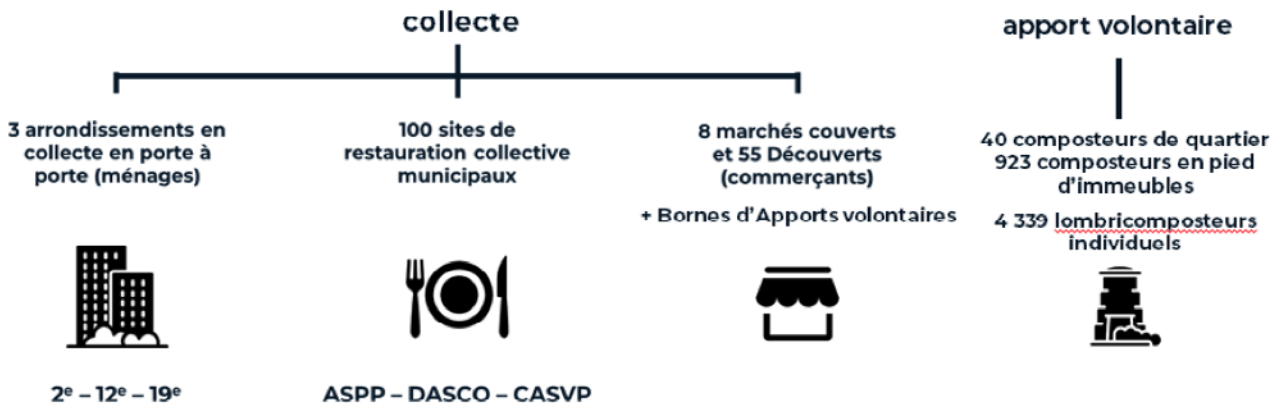 collecte
3 arrondissements en
collecte en porte à
porte (ménages)
2e – 12e – 19e
100 sites de
restauration collective
municipaux
ASPP – DASCO – CASVP
8 marchés couverts
et 55 Découverts
(commerçants)
+ Bornes d'Apports volontaires
apport volontaire
40 composteurs de quartier
923 composteurs en pied
d'immeubles
4 339 lombricomposteurs
individuels